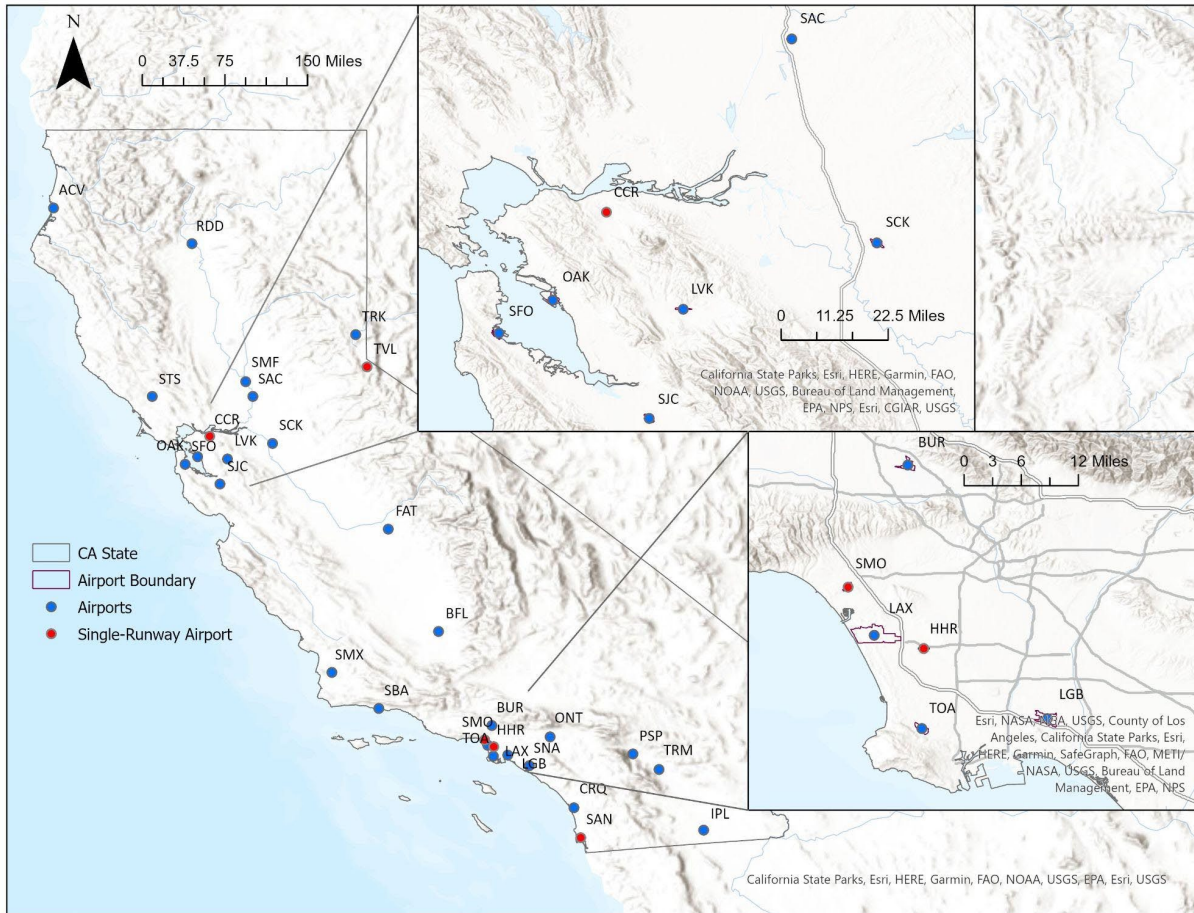 N
0 37.5 75 150 Miles
ACV
RDD
TRK
TVL
SMF
SAC
STS
CCR
SCK
OAK SFO LVK
SJC
FAT
CA State
Airport Boundary
Airports
Single-Runway Airport
BFL
SMX
SBA
BUR
SMO HHR ONT
TOA LAX SNA
LGB
PSP
TRM
CRQ
SAN
IPL
SAC
CCR
SCK
OAK
LVK
SFO
0 11.25 22.5 Miles
SJC
California State Parks, Esri, HERE, Garmin, FAO,
NOAA, USGS, Bureau of Land Management,
EPA, NPS, Esri, CGIAR, USGS
BUR
0 3 6 12 Miles
SMO
LAX
HHR
LGB
TOA
Esri, NASA, NGA, USGS, County of Los
Angeles, California State Parks, Esri,
HERE, Garmin, SafeGraph, FAO, METI/
NASA, USGS, Bureau of Land
Management, EPA, NPS
California State Parks, Esri, HERE, Garmin, FAO, NOAA, USGS, EPA, Esri, USGS